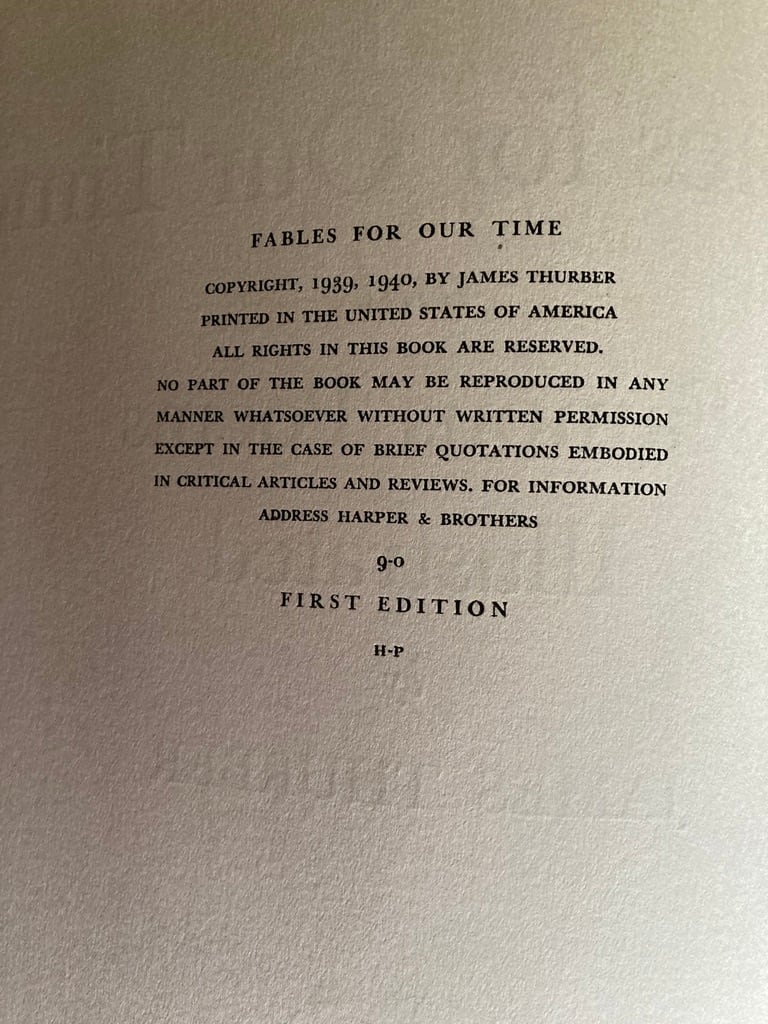 FABLES FOR OUR TIME
COPYRIGHT, 1939, 1940, BY JAMES THURBER
PRINTED IN THE UNITED STATES OF AMERICA
ALL RIGHTS IN THIS BOOK ARE RESERVED.
NO PART OF THE BOOK MAY BE REPRODUCED IN ANY
MANNER WHATSOEVER WITHOUT WRITTEN PERMISSION
EXCEPT IN THE CASE OF BRIEF QUOTATIONS EMBODIED
IN CRITICAL ARTICLES AND REVIEWS. FOR INFORMATION
ADDRESS HARPER & BROTHERS
9-0
FIRST EDITION
H-P